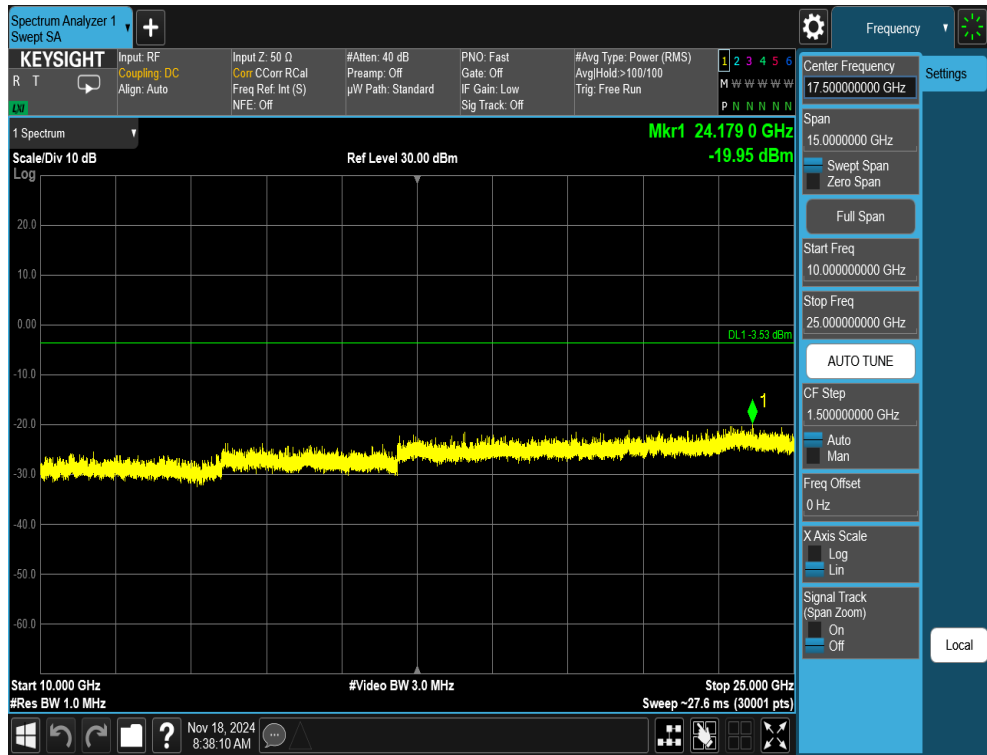 Spectrum Analyzer 1
Swept SA
Frequency
KEYSIGHT
R T
LXI
Input: RF
Coupling: DC
Align: Auto
Input Z: 50 Ω
Corr CCorr RCal
Freq Ref: Int (S)
NFE: Off
#Atten: 40 dB
Preamp: Off
µW Path: Standard
PNO: Fast
Gate: Off
IF Gain: Low
Sig Track: Off
#Avg Type: Power (RMS)
Avg|Hold:>100/100
Trig: Free Run
1 2 3 4 5 6
M W W W W W
P N N N N N
1 Spectrum
Mkr1 24.179 0 GHz
Scale/Div 10 dB
Ref Level 30.00 dBm
-19.95 dBm
Log
20.0
10.0
0.00
DL1 -3.53 dBm
-10.0
1
-20.0
-30.0
-40.0
-50.0
-60.0
Start 10.000 GHz
#Video BW 3.0 MHz
Stop 25.000 GHz
#Res BW 1.0 MHz
Sweep ~27.6 ms (30001 pts)
Center Frequency
17.500000000 GHz
Settings
Span
15.0000000 GHz
Swept Span
Zero Span
Full Span
Start Freq
10.000000000 GHz
Stop Freq
25.000000000 GHz
AUTO TUNE
CF Step
1.500000000 GHz
Auto
Man
Freq Offset
0 Hz
X Axis Scale
Log
Lin
Signal Track
(Span Zoom)
On
Off
Local
?
Nov 18, 2024
8:38:10 AM